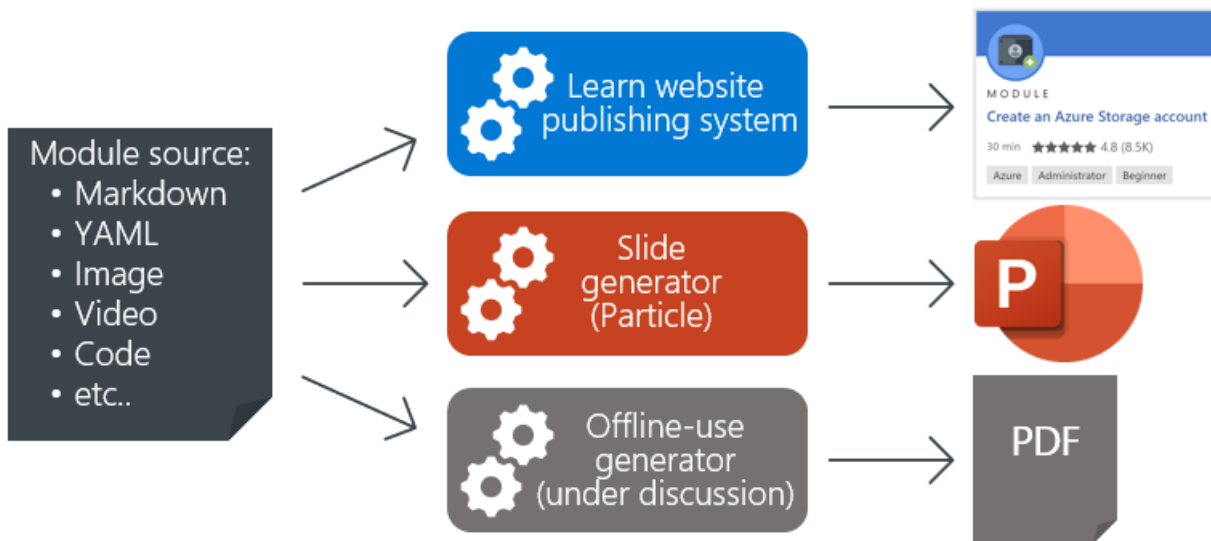 Module source:
• Markdown
• YAML
• Image
• Video
• Code
• etc..
Learn website
publishing system
MODULE
Create an Azure Storage account
30 min ★★★★★ 4.8 (8.5K)
Azure Administrator Beginner
Slide
generator
(Particle)
P
Offline-use
generator
(under discussion)
PDF